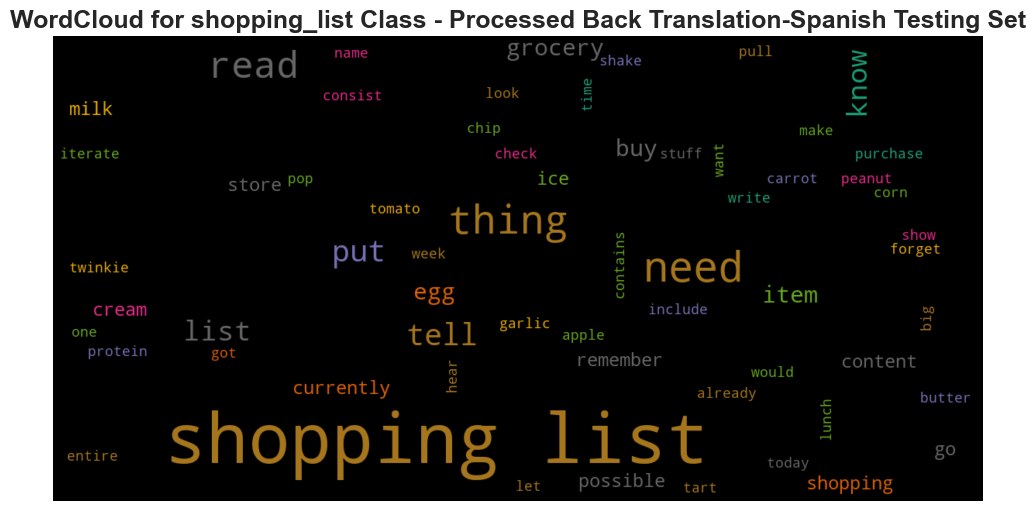 WordCloud for shopping_list Class - Processed Back Translation-Spanish Testing Set
read
name
grocery
shake
pull
know
milk
consist
look
time
chip
make
iterate
check
buy
stuff
want
purchase
store
pop
ice
carrot
peanut
corn
write
tomato
thing
put
week
contains
need
show
forget
twinkie
egg
item
cream
include
big
one
list
tell
garlic
apple
protein
got
hear
remember
content
currently
would
already
butter
shopping list
lunch
entire
today
go
let
possible
tart
shopping